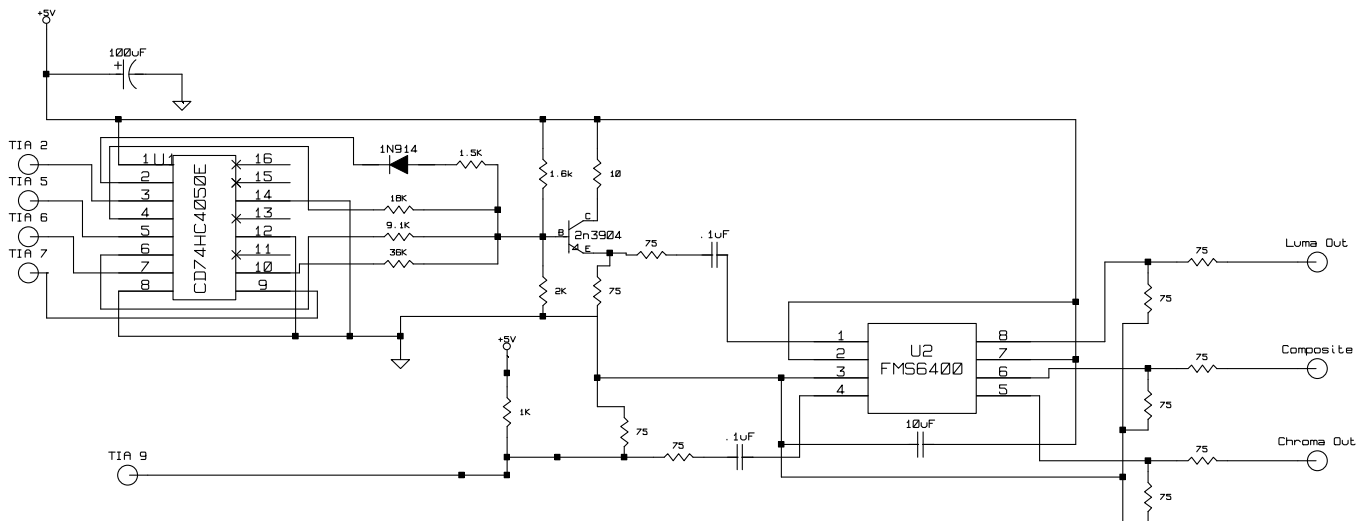 +5V
100uF
+
TIA 2
TIA 5
TIA 6
TIA 7
U1
CD74HC4050E
1
2
3
4
5
6
7
8
16
15
14
13
12
11
10
9
1N914
1.5K
18K
9.1K
36K
1.6k
10
C
B
E
2n3904
2K
75
75
.1uF
+5V
1K
75
75
.1uF
TIA 9
U2
FMS6400
1
2
3
4
8
7
6
5
10uF
75
Luma Out
75
75
Composite
75
75
Chroma Out
75